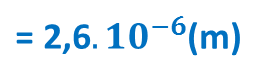 = 2,6. 10⁻⁶(m)